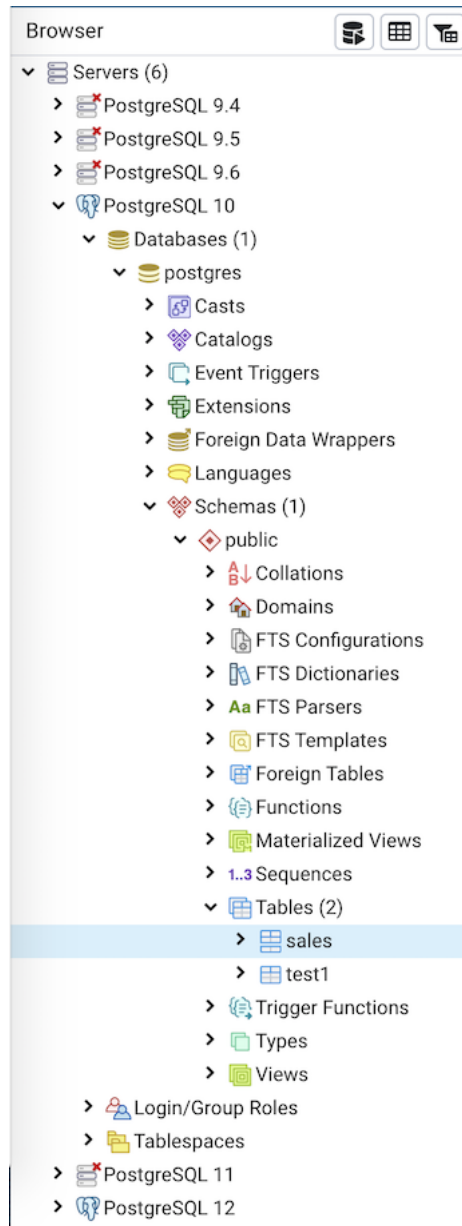 Browser
Servers (6)
PostgreSQL 9.4
PostgreSQL 9.5
PostgreSQL 9.6
PostgreSQL 10
Databases (1)
postgres
Casts
Catalogs
Event Triggers
Extensions
Foreign Data Wrappers
Languages
Schemas (1)
public
A B Collations
Domains
FTS Configurations
FTS Dictionaries
Aa FTS Parsers
FTS Templates
Foreign Tables
Functions
Materialized Views
1..3 Sequences
Tables (2)
sales
test1
Trigger Functions
Types
Views
Login/Group Roles
Tablespaces
PostgreSQL 11
PostgreSQL 12